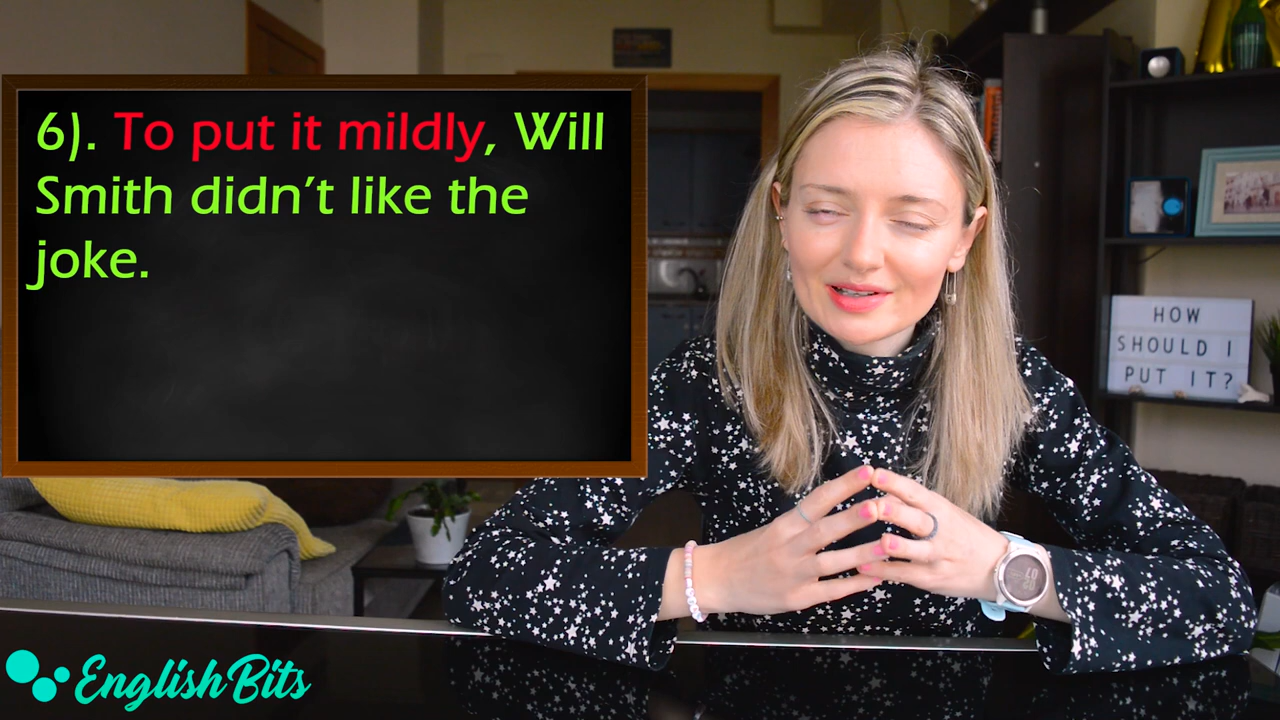 6). To put it mildly, Will
Smith didn't like the
joke.
HOW
SHOULD I
PUT IT?
EnglishBits